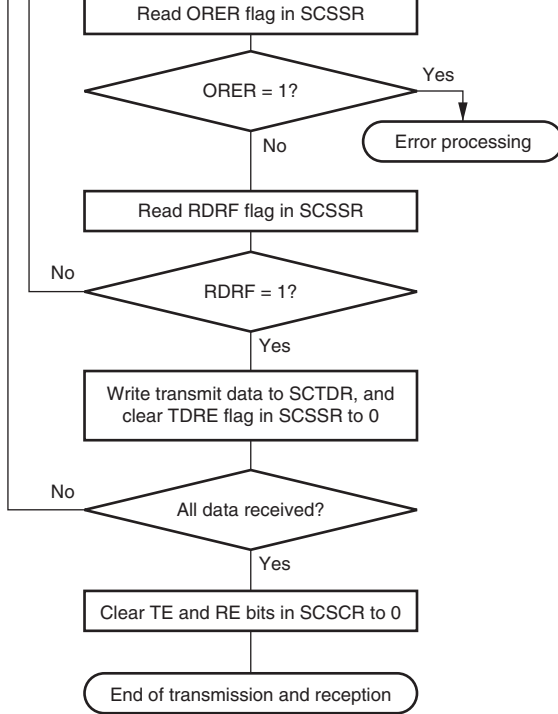 Read ORER flag in SCSSR
Yes
ORER = 1?
Error processing
No
Read RDRF flag in SCSSR
No
RDRF = 1?
Yes
Write transmit data to SCTDR, and
clear TDRE flag in SCSSR to 0
No
All data received?
Yes
Clear TE and RE bits in SCSCR to 0
End of transmission and reception